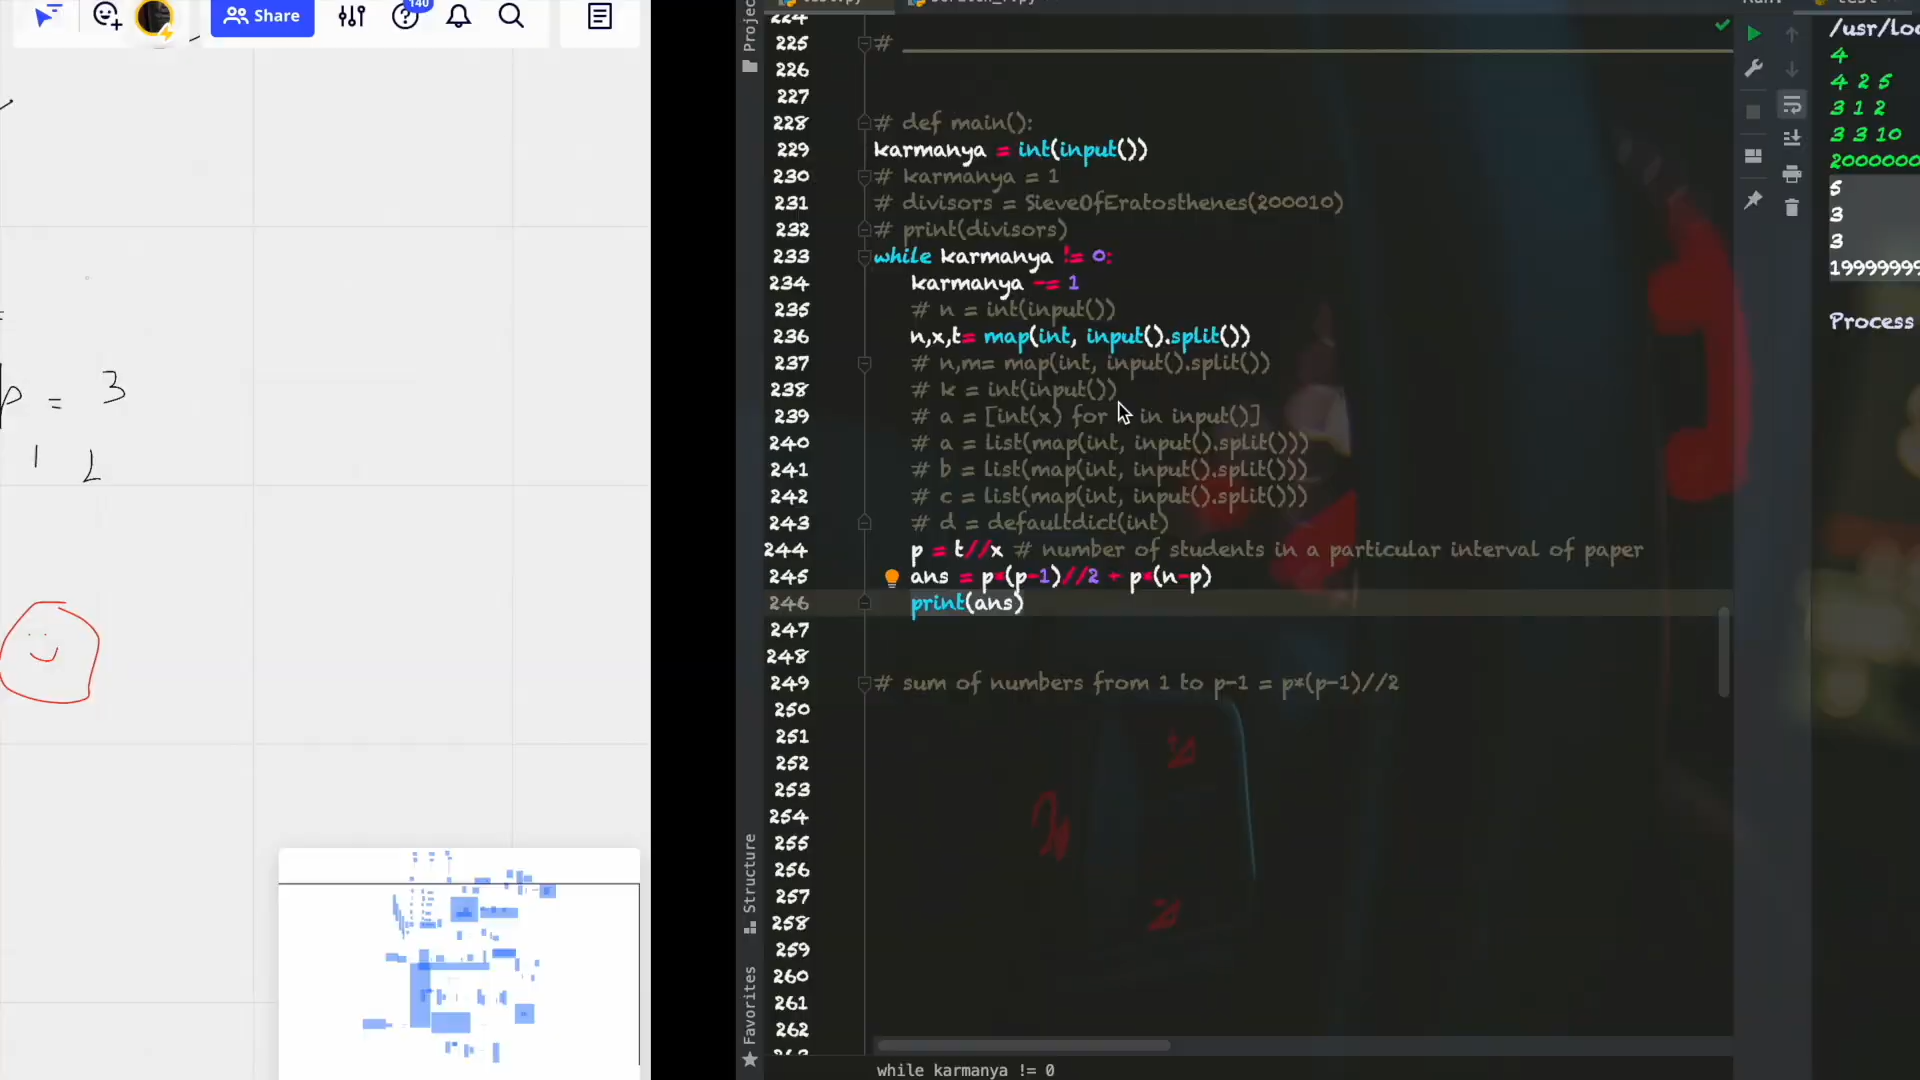 140
Share
= 
p = 3
1 2
Projec
225 # 
226
227
228 # def main():
229 karmanya = int(input())
230 # karmanya = 1
231 # divisors = SieveOfEratosthenes(200010)
232 # print(divisors)
233 while karmanya != 0:
234 karmanya -= 1
235 # n = int(input())
236 n,x,t= map(int, input().split())
237 # n,m= map(int, input().split())
238 # k = int(input())
239 # a = [int(x) for in input()]
240 # a = list(map(int, input().split()))
241 # b = list(map(int, input().split()))
242 # c = list(map(int, input().split()))
243 # d = defaultdict(int)
244 p = t//x # number of students in a particular interval of paper
245 ans = p*(p-1)//2 + p*(n-p)
246 print(ans)
247
248
249 # sum of numbers from 1 to p-1 = p*(p-1)//2
250
251
252
253
254
255
256
257
258
259
260
261
262
Structure
Favorites
while karmanya != 0
/usr/loc
4
4 2 5
3 1 2
3 3 10
2000000
5
3
3
19999999
Process